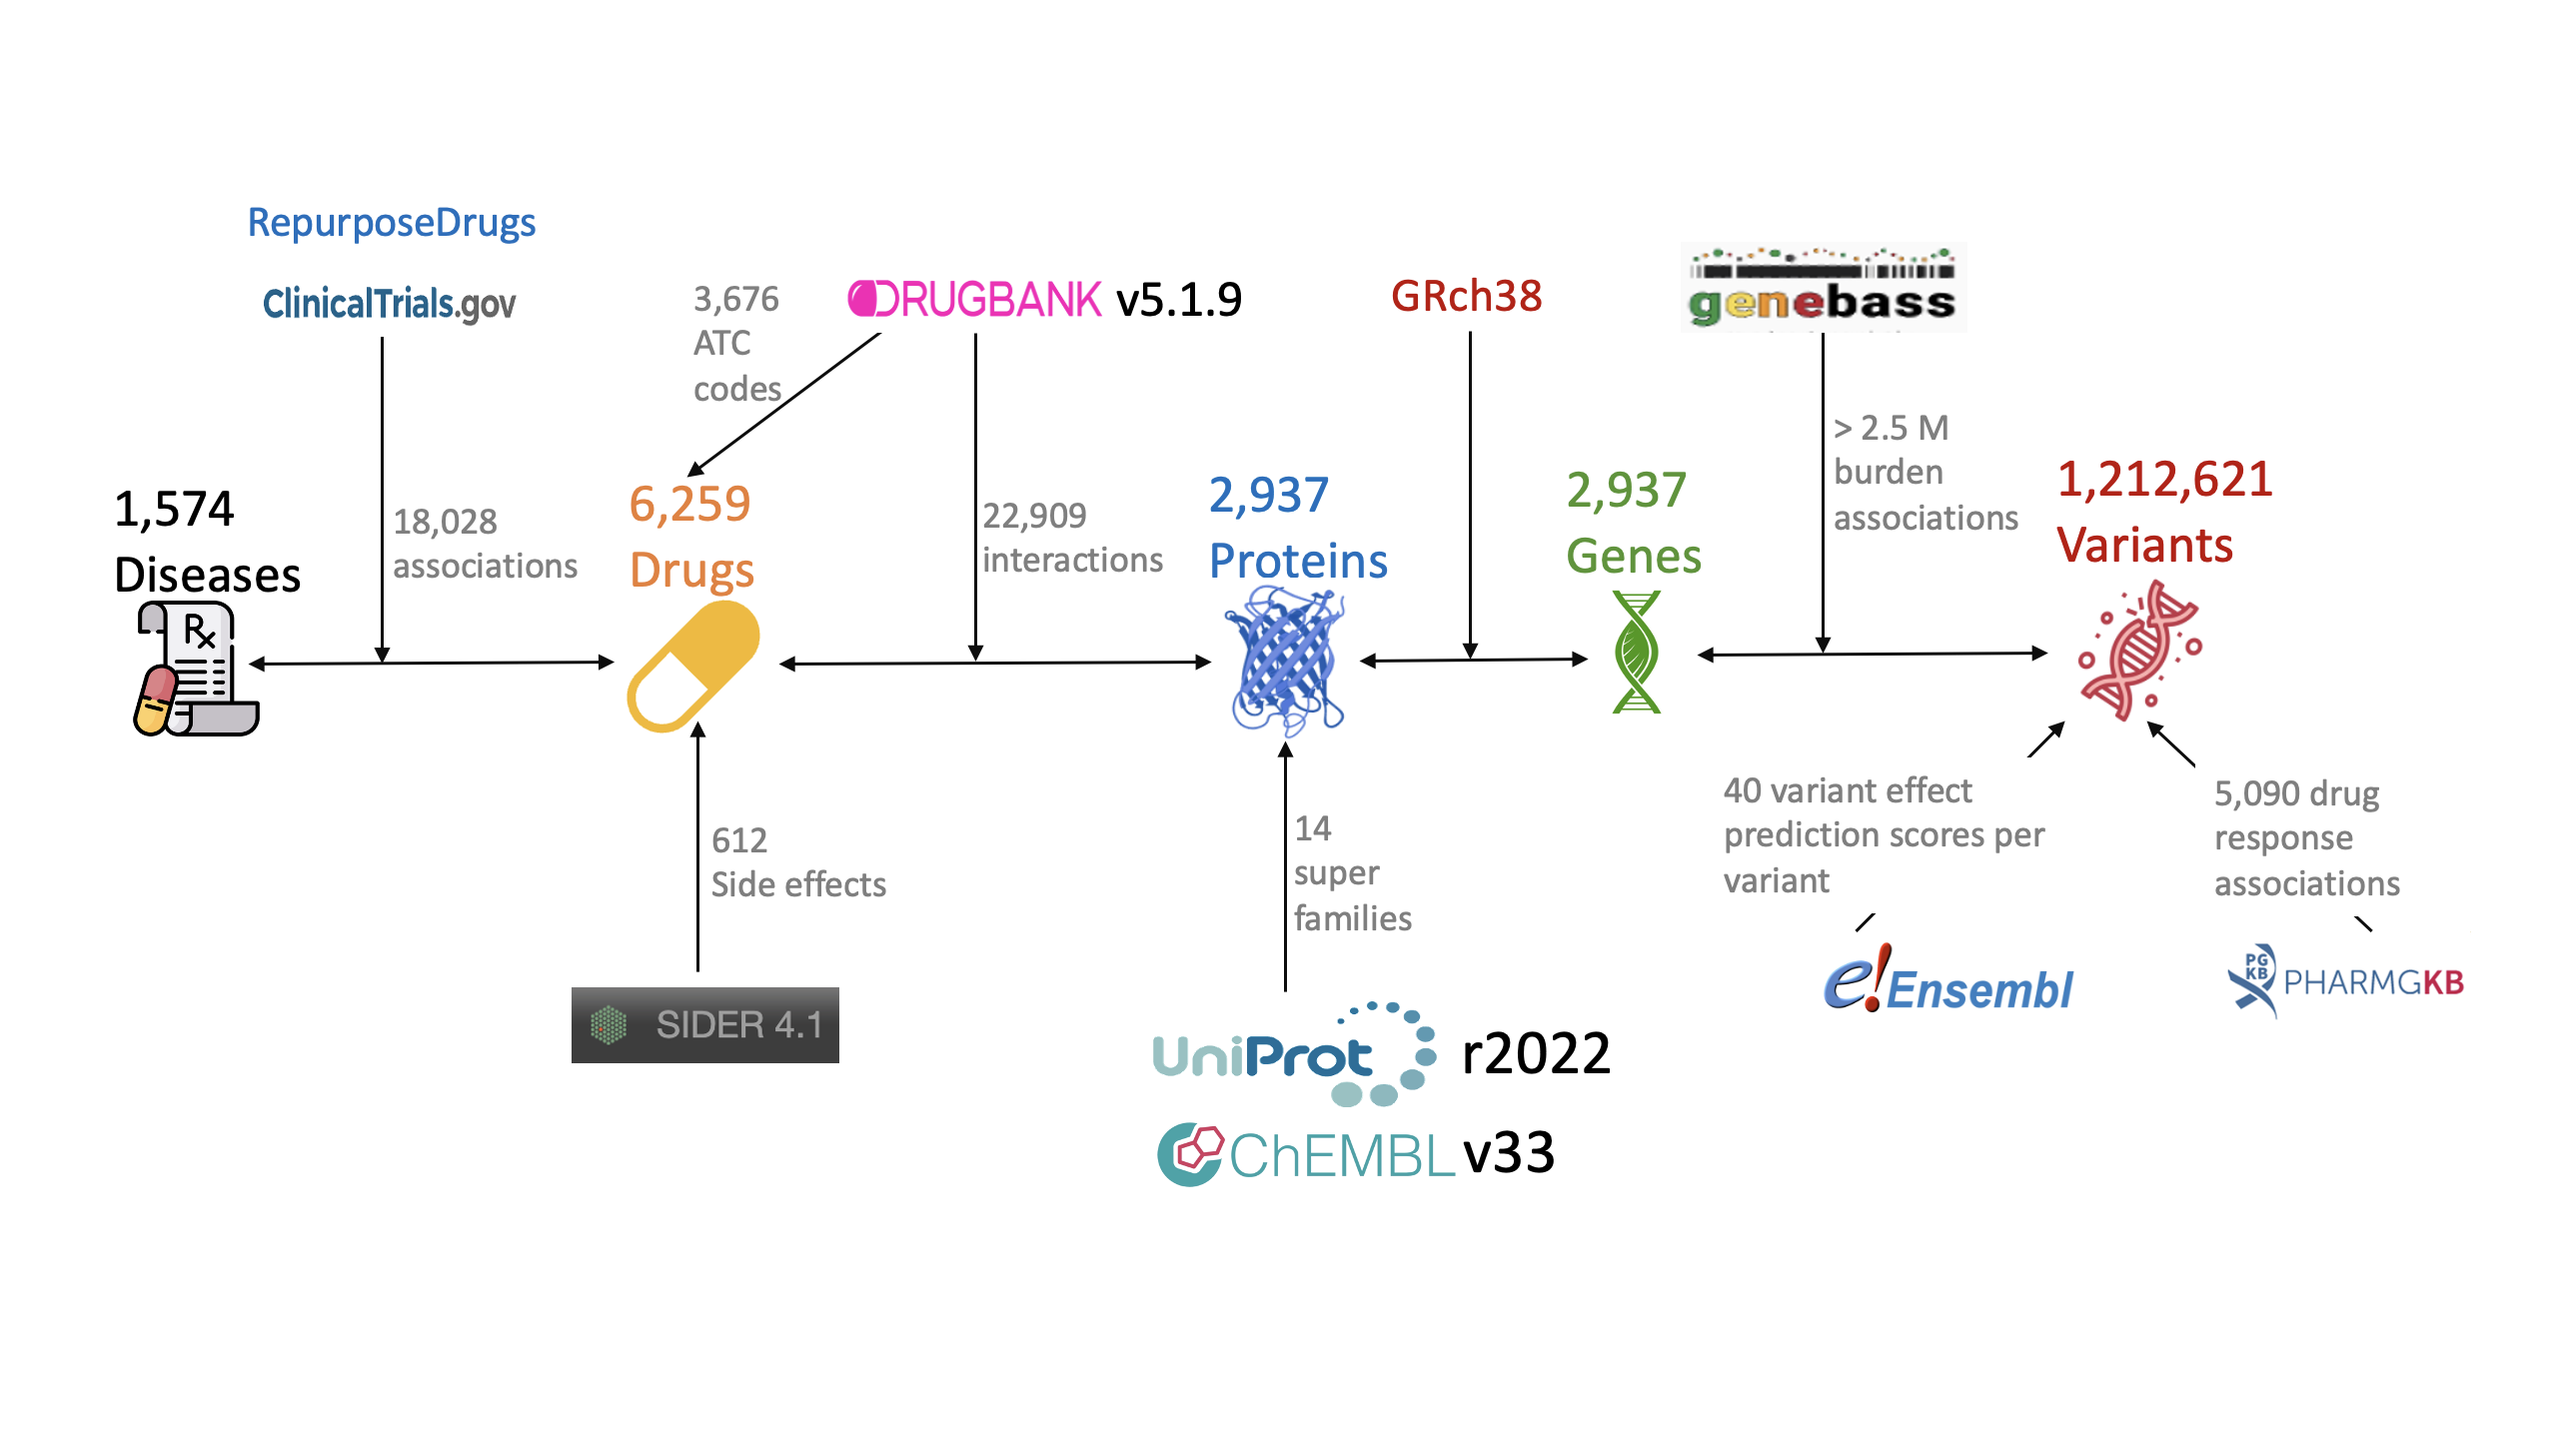 RepurposeDrugs
ClinicalTrials.gov
3,676
ATC
codes
DRUGBANK v5.1.9
GRch38
genebass
1,574
Diseases
18,028
associations
6,259
Drugs
22,909
interactions
2,937
Proteins
2,937
Genes
> 2.5 M
burden
associations
1,212,621
Variants
Rx
612
Side effects
14
super
families
40 variant effect
prediction scores per
variant
5,090 drug
response
associations
SIDER 4.1
UniProt r2022
ChEMBL v33
e!Ensembl
PG
KB
PHARMGKB